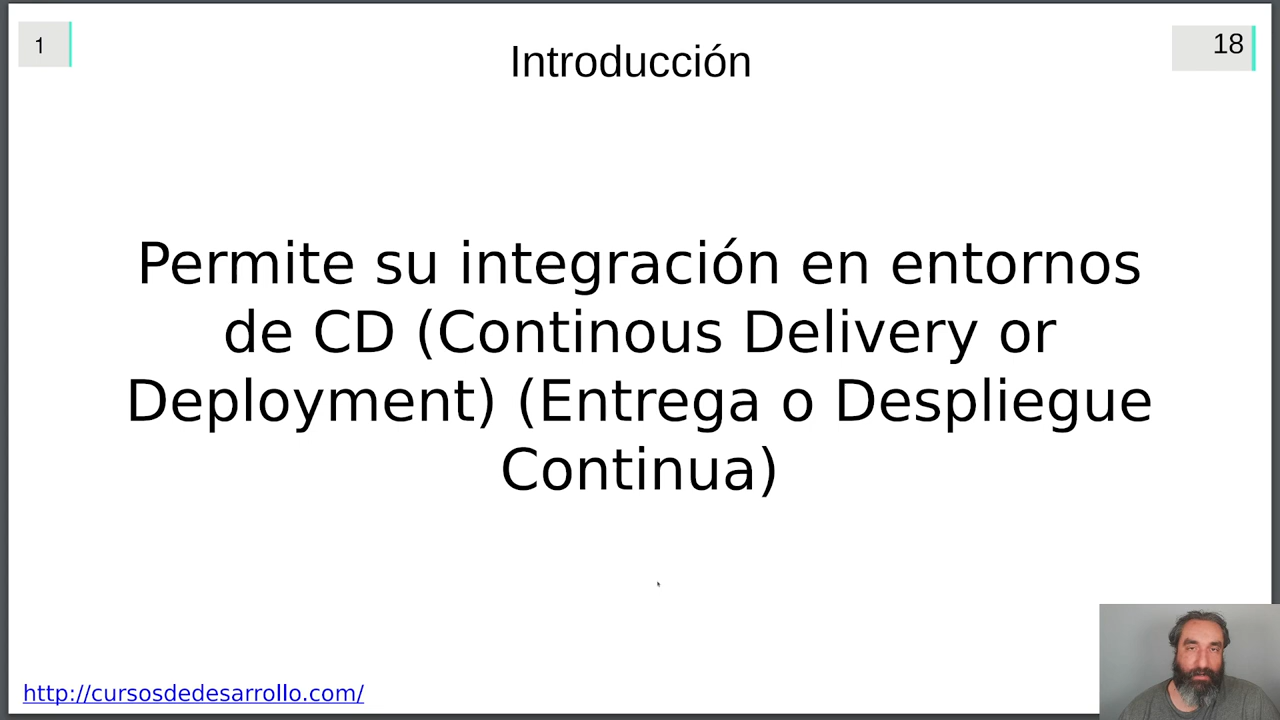 1
18
Introducción
Permite su integración en entornos
de CD (Continous Delivery or
Deployment) (Entrega o Despliegue
Continua)
http://cursosdedesarrollo.com/